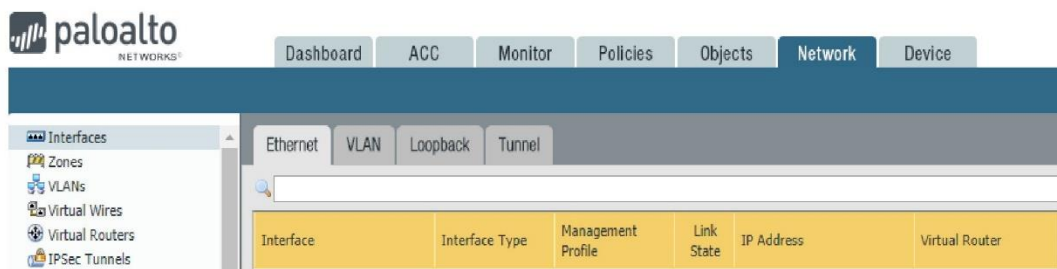 paloalto
NETWORKS®
Dashboard ACC Monitor Policies Objects Network Device
Interfaces
Zones
VLANs
Virtual Wires
Virtual Routers
IPSec Tunnels
Ethernet VLAN Loopback Tunnel
Interface Interface Type Management Profile Link State IP Address Virtual Router